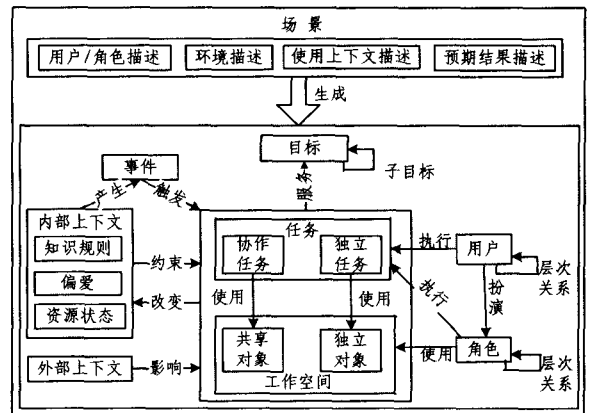 场 景
用户/角色描述
环境描述
使用上下文描述
预期结果描述
生成
目标
子目标
服务
事件
产生
触发
内部上下文
知识规则
偏爱
资源状态
约束
改变
外部上下文
影响
任务
协作
任务
独立
任务
使用
使用
共享
对象
独立
对象
工作空间
执行
用户
层次
关系
执行
扮
演
使用
角色
层次
关系